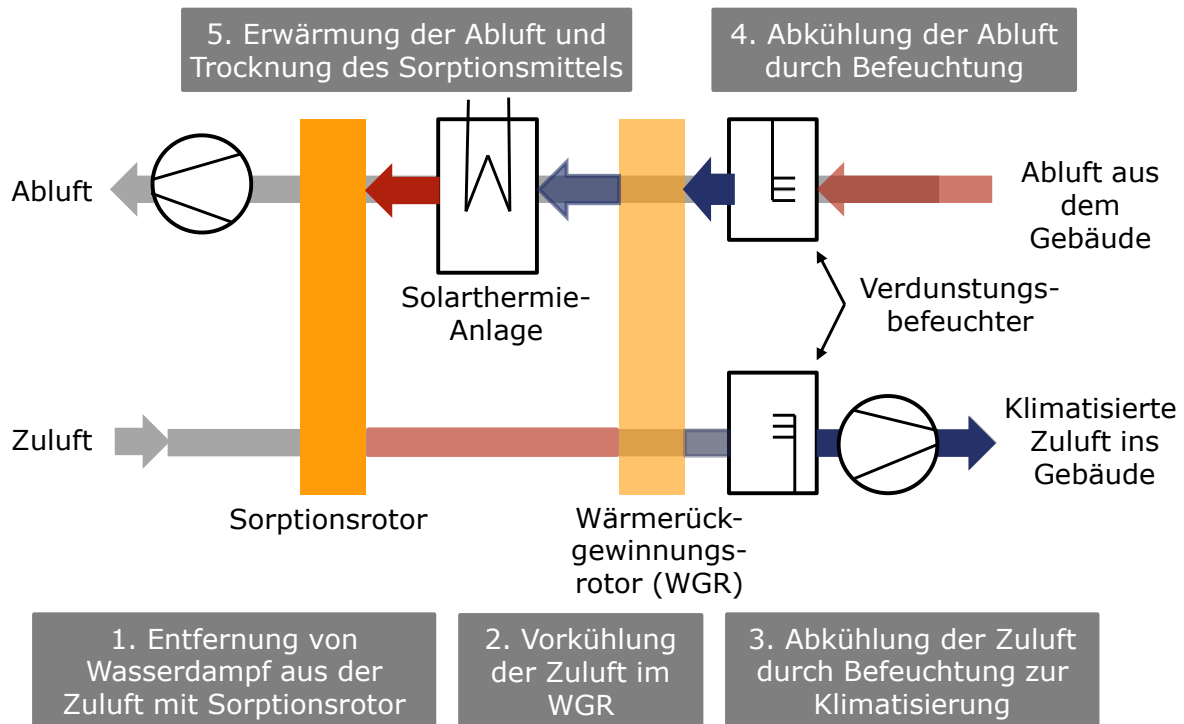 5. Erwärmung der Abluft und
Trocknung des Sorptionsmittels
4. Abkühlung der Abluft
durch Befeuchtung
Abluft
Abluft aus
dem
Gebäude
Solarthermie-
Anlage
Verdunstungs-
befeuchter
Zuluft
Klimatisierte
Zuluft ins
Gebäude
Sorptionsrotor
Wärmerück-
gewinnungs-
rotor (WGR)
1. Entfernung von
Wasserdampf aus der
Zuluft mit Sorptionsrotor
2. Vorkühlung
der Zuluft im
WGR
3. Abkühlung der Zuluft
durch Befeuchtung zur
Klimatisierung